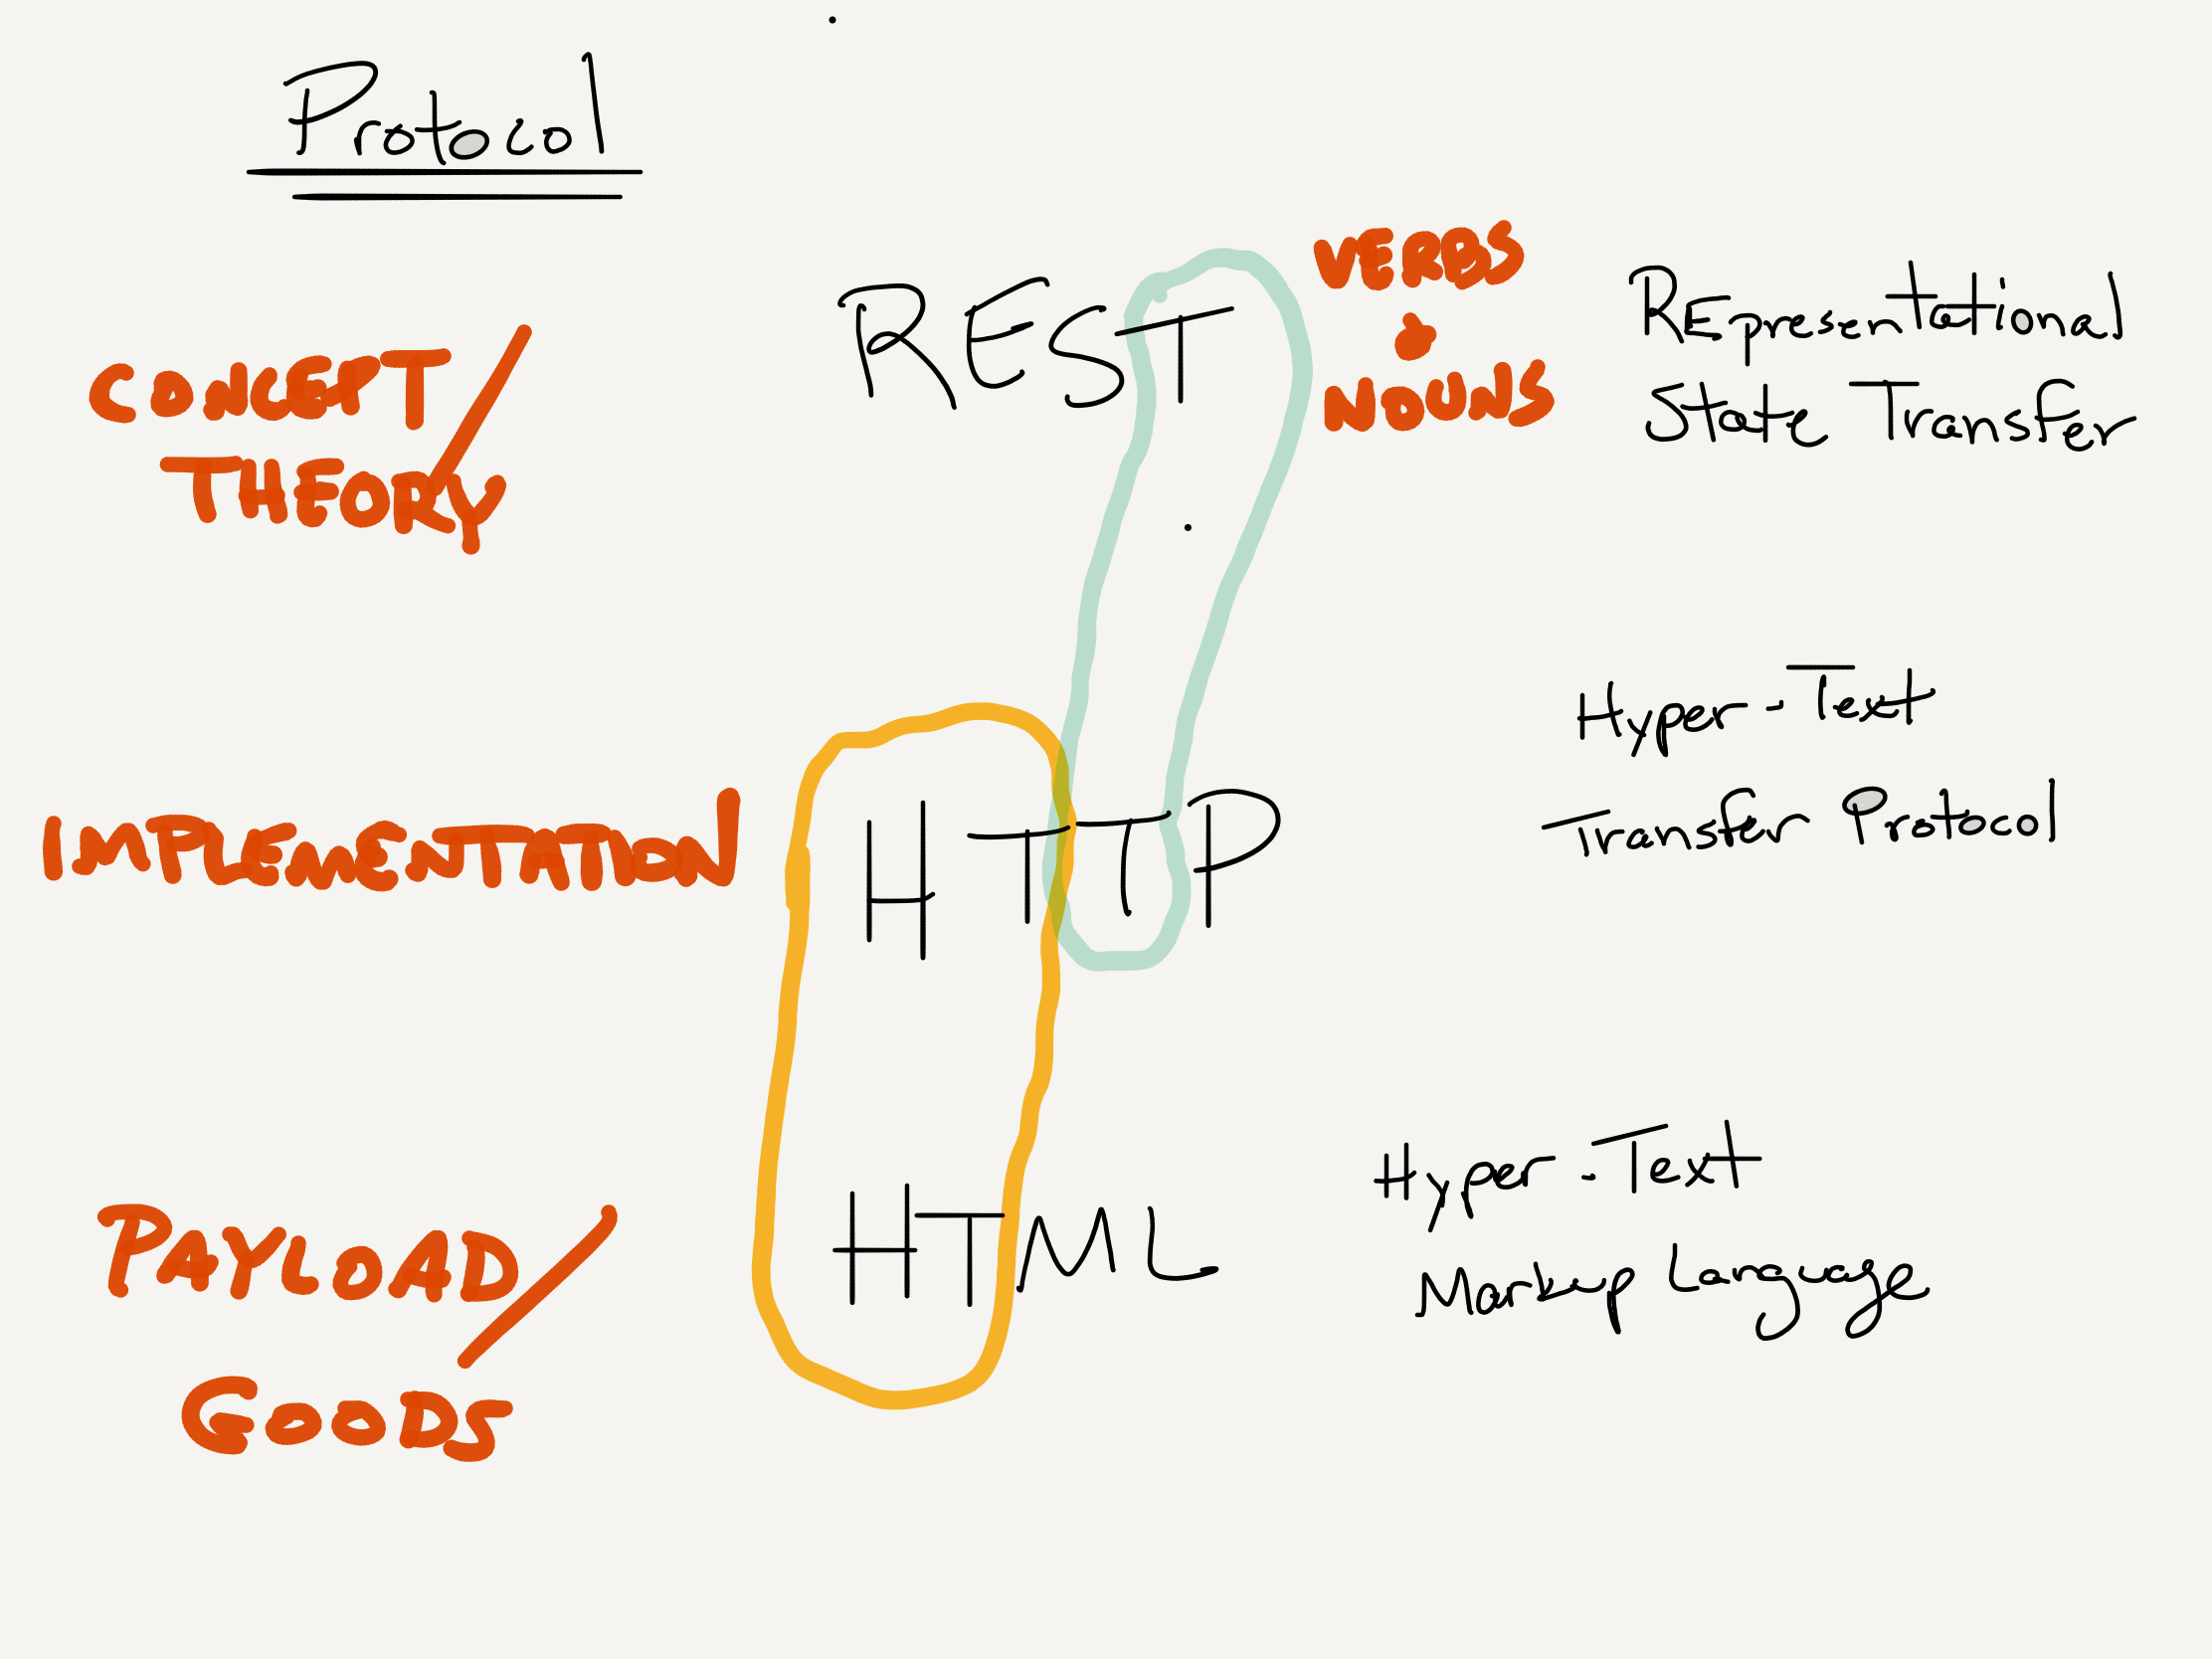 Protocol
CONCEPT/
THEORY
REST
VERBS
&
NOUNS
REpresentational
State Transfer
IMPLEMENTATION
HTTP
Hyper-Text
Transfer Protocol
PAYLOAD/
GOODS
HTML
Hyper-Text
Markup Language